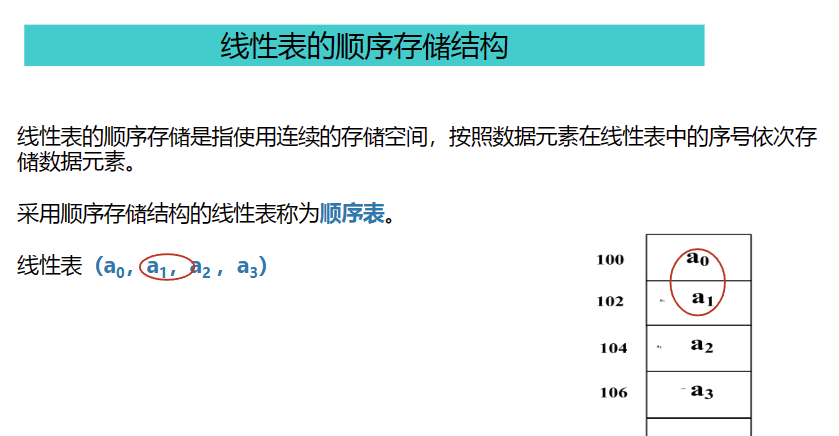 线性表的顺序存储结构
线性表的顺序存储是指使用连续的存储空间，按照数据元素在线性表中的序号依次存
储数据元素。
采用顺序存储结构的线性表称为顺序表。
线性表（a₀，a₁，a₂，a₃）
100 a₀
102 a₁
104 a₂
106 a₃